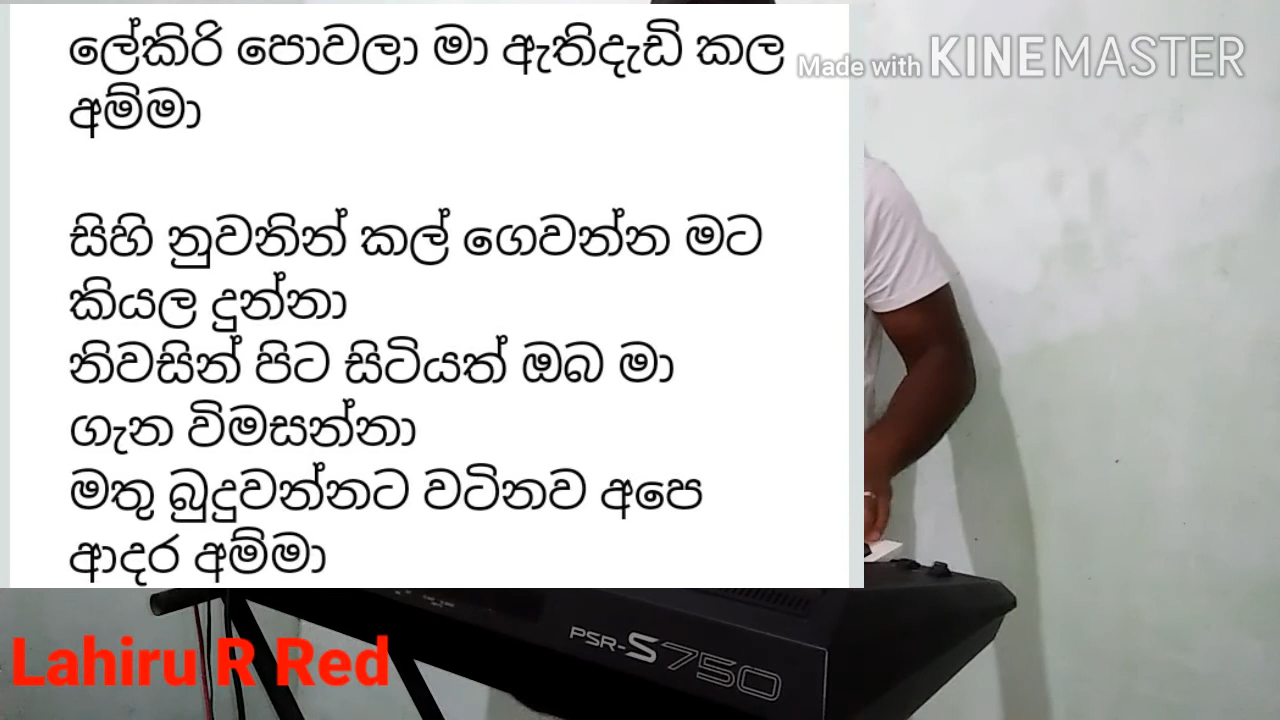 ලේකිරි පොවලා මා ඇතිදැඩි කල
අම්මා
Made with KINEMASTER
සිහි නුවනින් කල් ගෙවන්න මට
කියල දුන්නා
නිවසින් පිට සිටියත් ඔබ මා
ගැන විමසන්නා
මතු බුදුවන්නට වටිනව අපෙ
ආදර අම්මා
Lahiru R Red
PSR-S750